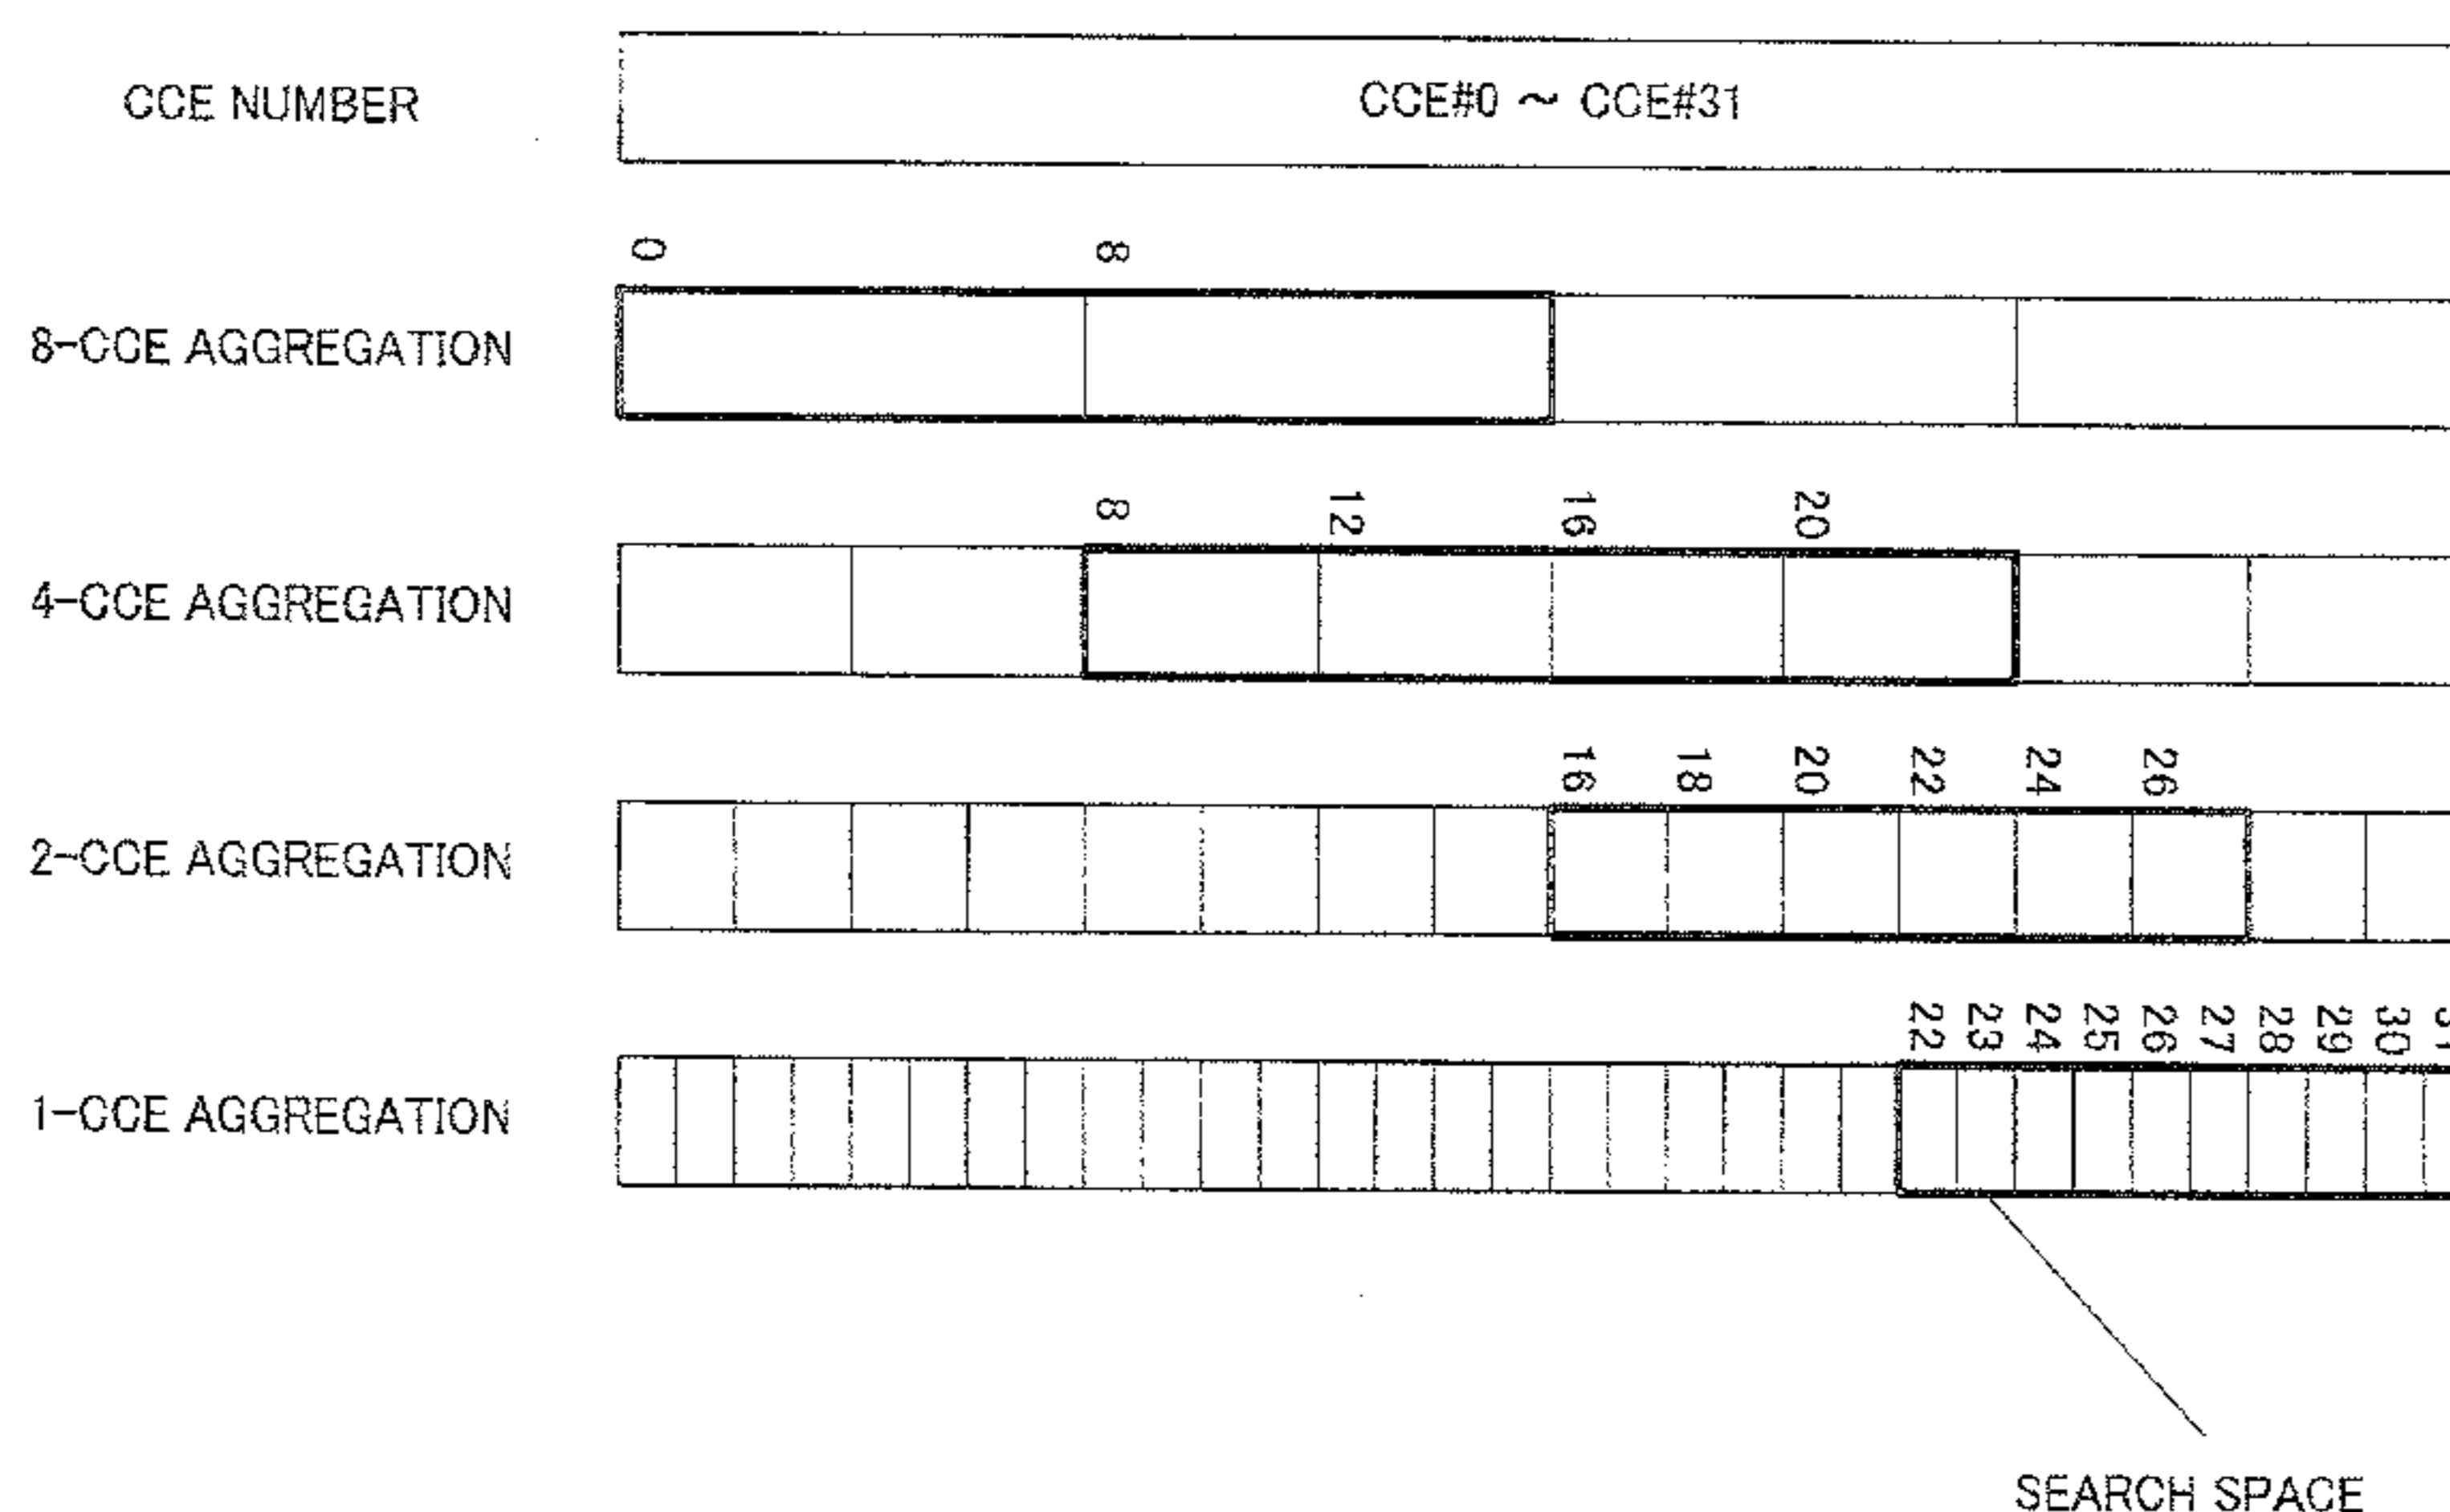 CCE NUMBER
CCE#0 ~ CCE#31
0 8
8-CCE AGGREGATION
8 12 16 20
4-CCE AGGREGATION
16 18 20 22 24 26
2-CCE AGGREGATION
22 23 24 25 26 27 28 29 30
1-CCE AGGREGATION
SEARCH SPACE